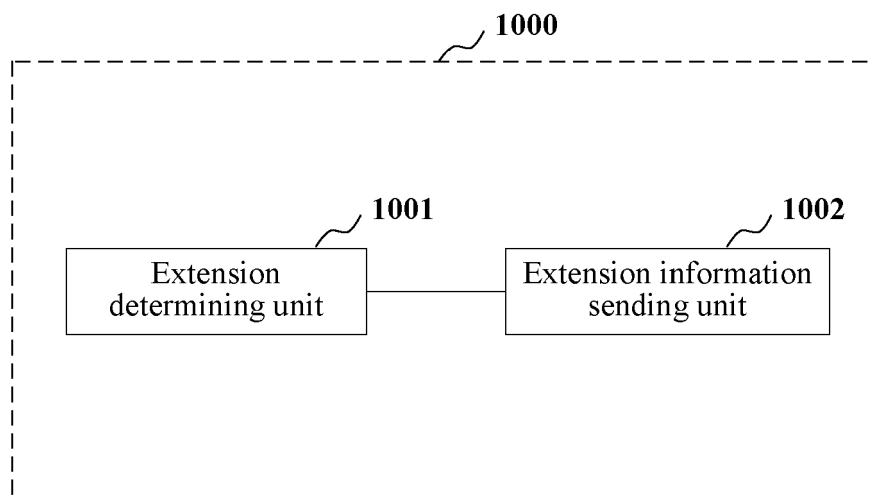 1000
1001
1002
Extension
determining unit
Extension information
sending unit